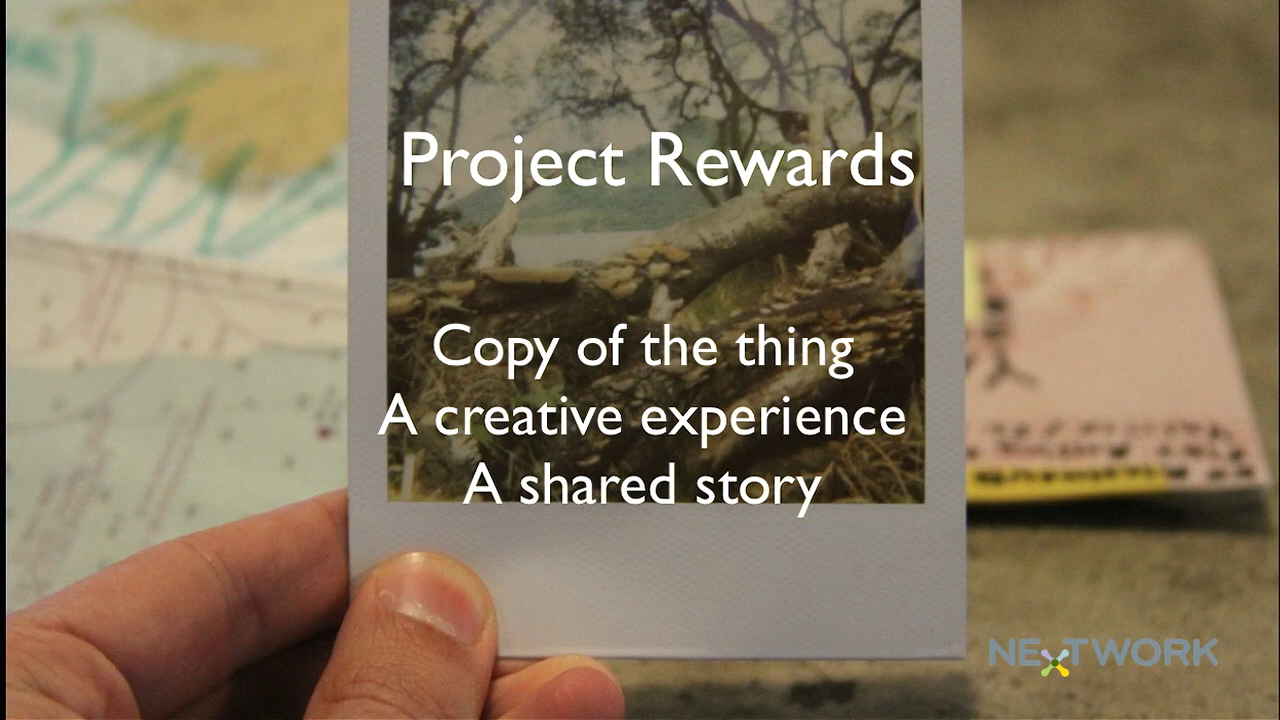 Project Rewards
Copy of the thing
A creative experience
A shared story
NEXTWORK